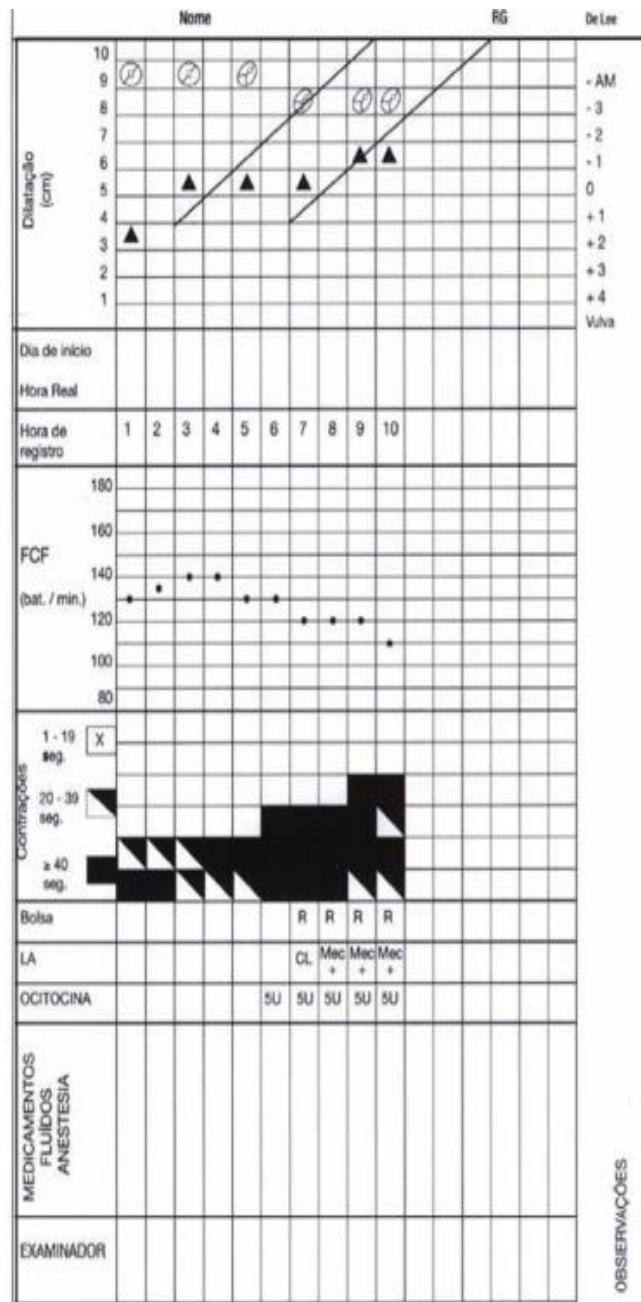 Nome RG De Lee
10
9 - AM
8 - 3
7 - 2
6 - 1
5 0
4 + 1
3 + 2
2 + 3
1 + 4
Vulva
Dilatação
(cm)
Dia de início
Hora Real
Hora de
registro
1 2 3 4 5 6 7 8 9 10
180
160
FCF
140
(bat. / min.)
120
100
80
Contrações
1 - 19
seg.
X
20 - 39
seg.
≥ 40
seg.
Bolsa R R R R
LA CL Mec Mec Mec
+ + +
OCITOCINA 5U 5U 5U 5U 5U
MEDICAMENTOS
FLUÍDOS
ANESTESIA
EXAMINADOR
OBSIERVAÇÕES